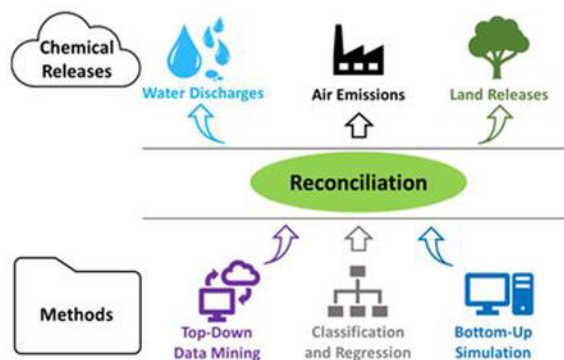 Chemical
Releases
Water Discharges
Air Emissions
Land Releases
Reconciliation
Methods
Top-Down
Data Mining
Classification
and Regression
Bottom-Up
Simulation